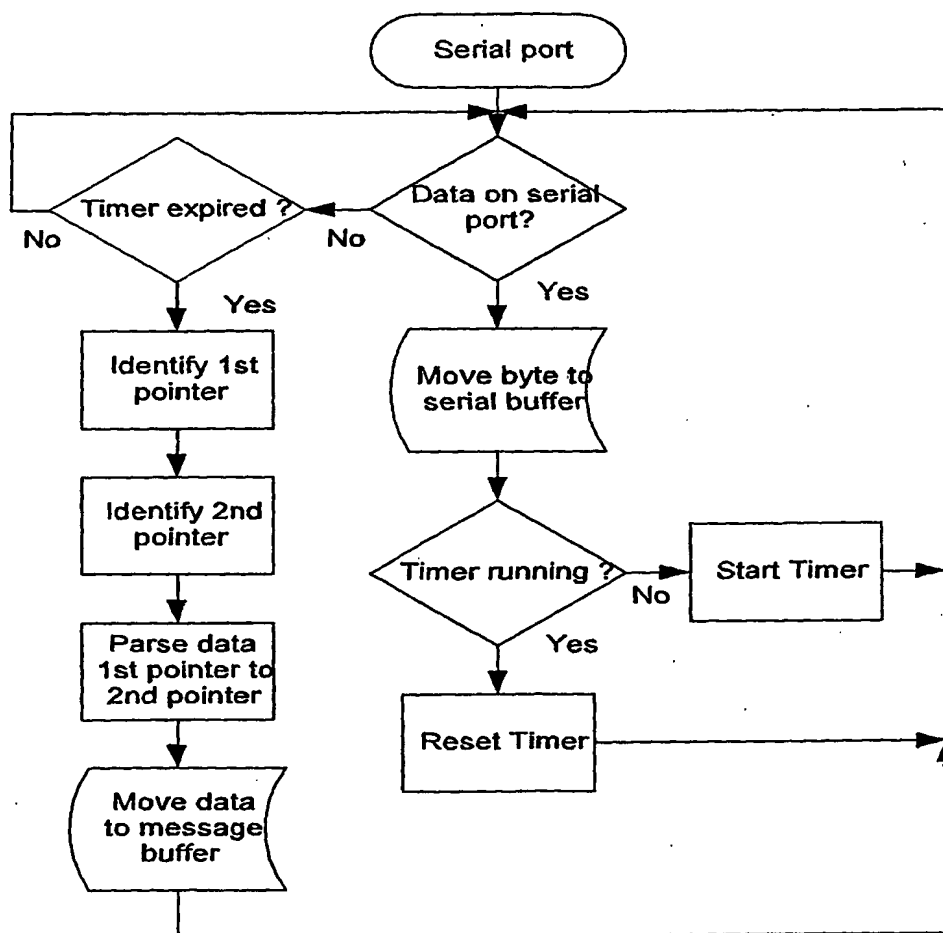 Serial port
Data on serial
port?
Timer expired ?
No
No
Yes
Yes
Identify 1st
pointer
Move byte to
serial buffer
Identify 2nd
pointer
Timer running ?
No
Start Timer
Yes
Parse data
1st pointer to
2nd pointer
Reset Timer
Move data
to message
buffer